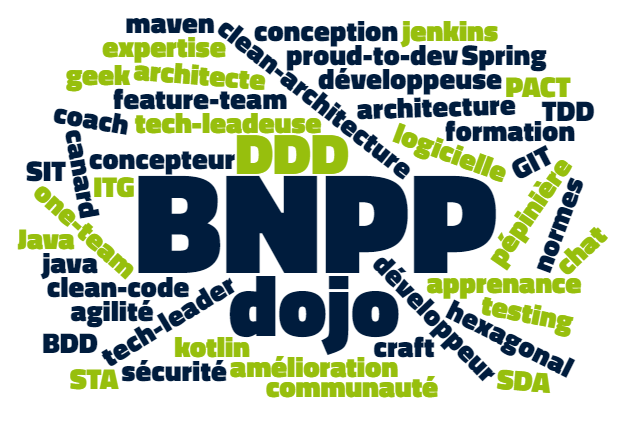 maven
clean-architecture
conception
jenkins
expertise
proud-to-dev
Spring
geek
architecte
développeuse
PACT
feature-team
architecture
TDD
coach
tech-leadeuse
logicielle
formation
canard
concepteur
DDD
GIT
SIT
ITG
BNPP
pépinière
normes
one-team
Java
chat
java
développeur
clean-code
tech-leader
dojo
apprenance
agilité
testing
hexagonal
BDD
kotlin
craft
STA
sécurité
amélioration
SDA
communauté